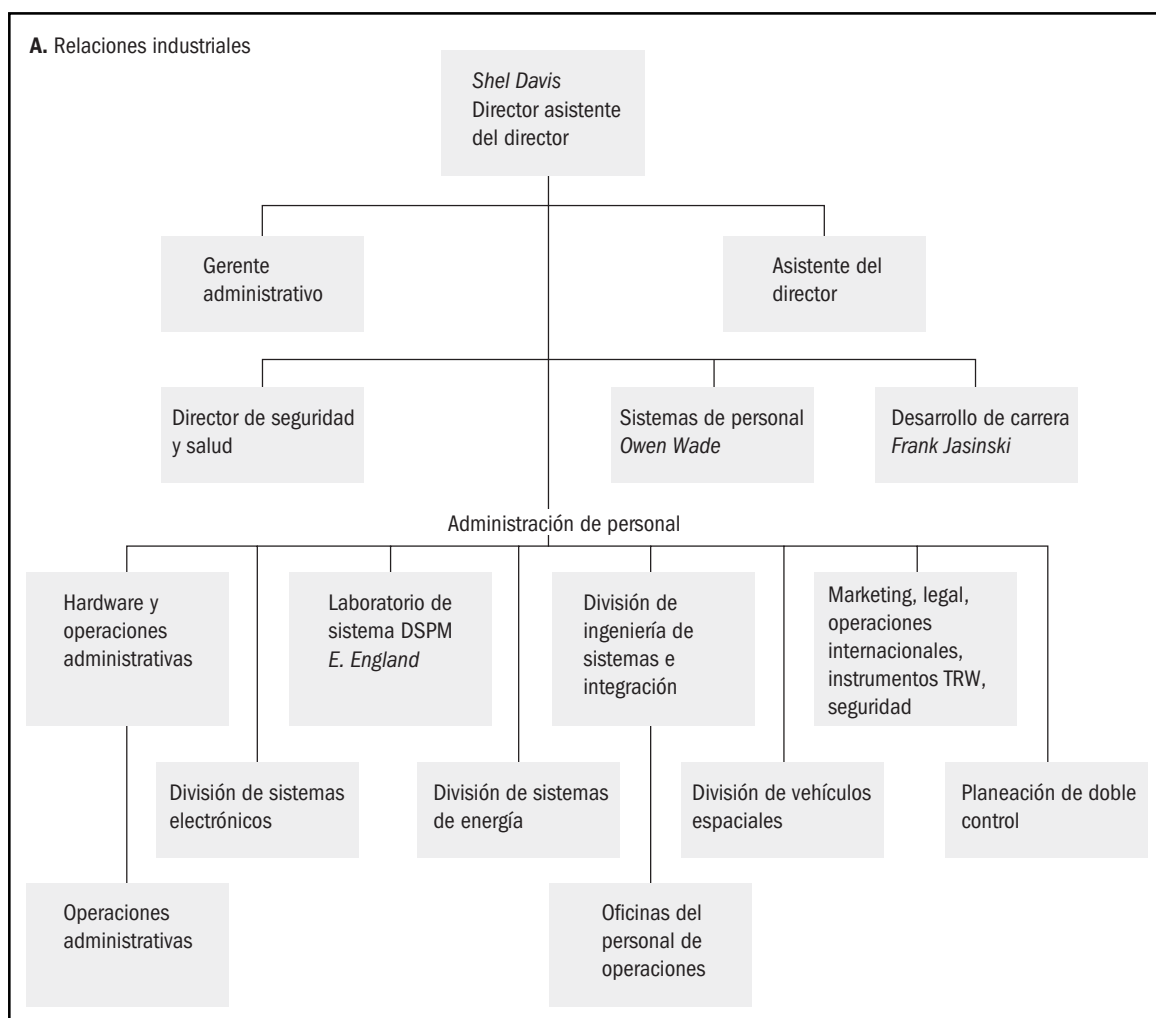 A. Relaciones industriales
Shel Davis
Director asistente
del director
Gerente
administrativo
Asistente del
director
Director de seguridad
y salud
Sistemas de personal
Owen Wade
Desarrollo de carrera
Frank Jasinski
Administración de personal
Hardware y
operaciones
administrativas
Laboratorio de
sistema DSPM
E. England
División de
ingeniería de
sistemas e
integración
Marketing, legal,
operaciones
internacionales,
instrumentos TRW,
seguridad
División de sistemas
electrónicos
División de sistemas
de energía
División de vehículos
espaciales
Planeación de doble
control
Operaciones
administrativas
Oficinas del
personal de
operaciones